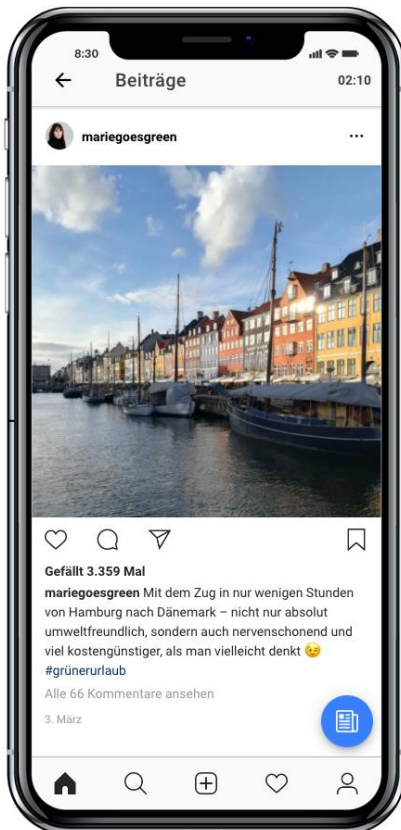 8:30
Beiträge
02:10
mariegoesgreen
Gefällt 3.359 Mal
mariegoesgreen Mit dem Zug in nur wenigen Stunden
von Hamburg nach Dänemark – nicht nur absolut
umweltfreundlich, sondern auch nervenschonend und
viel kostengünstiger, als man vielleicht denkt 😉
#grünerurlaub
Alle 66 Kommentare ansehen
3. März